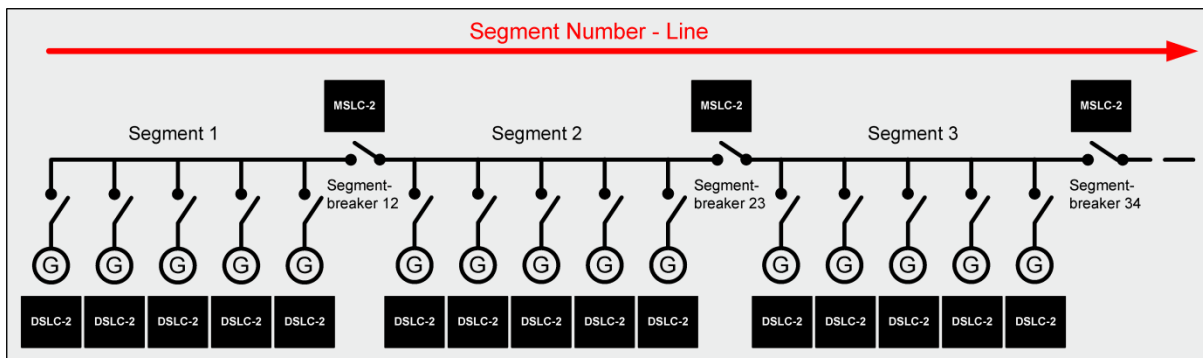 Segment Number - Line
MSLC-2
MSLC-2
MSLC-2
Segment 1
Segment 2
Segment 3
Segment-
breaker 12
Segment-
breaker 23
Segment-
breaker 34
G G G G G G G G G G G G G G G
DSLC-2 DSLC-2 DSLC-2 DSLC-2 DSLC-2 DSLC-2 DSLC-2 DSLC-2 DSLC-2 DSLC-2 DSLC-2 DSLC-2 DSLC-2 DSLC-2 DSLC-2